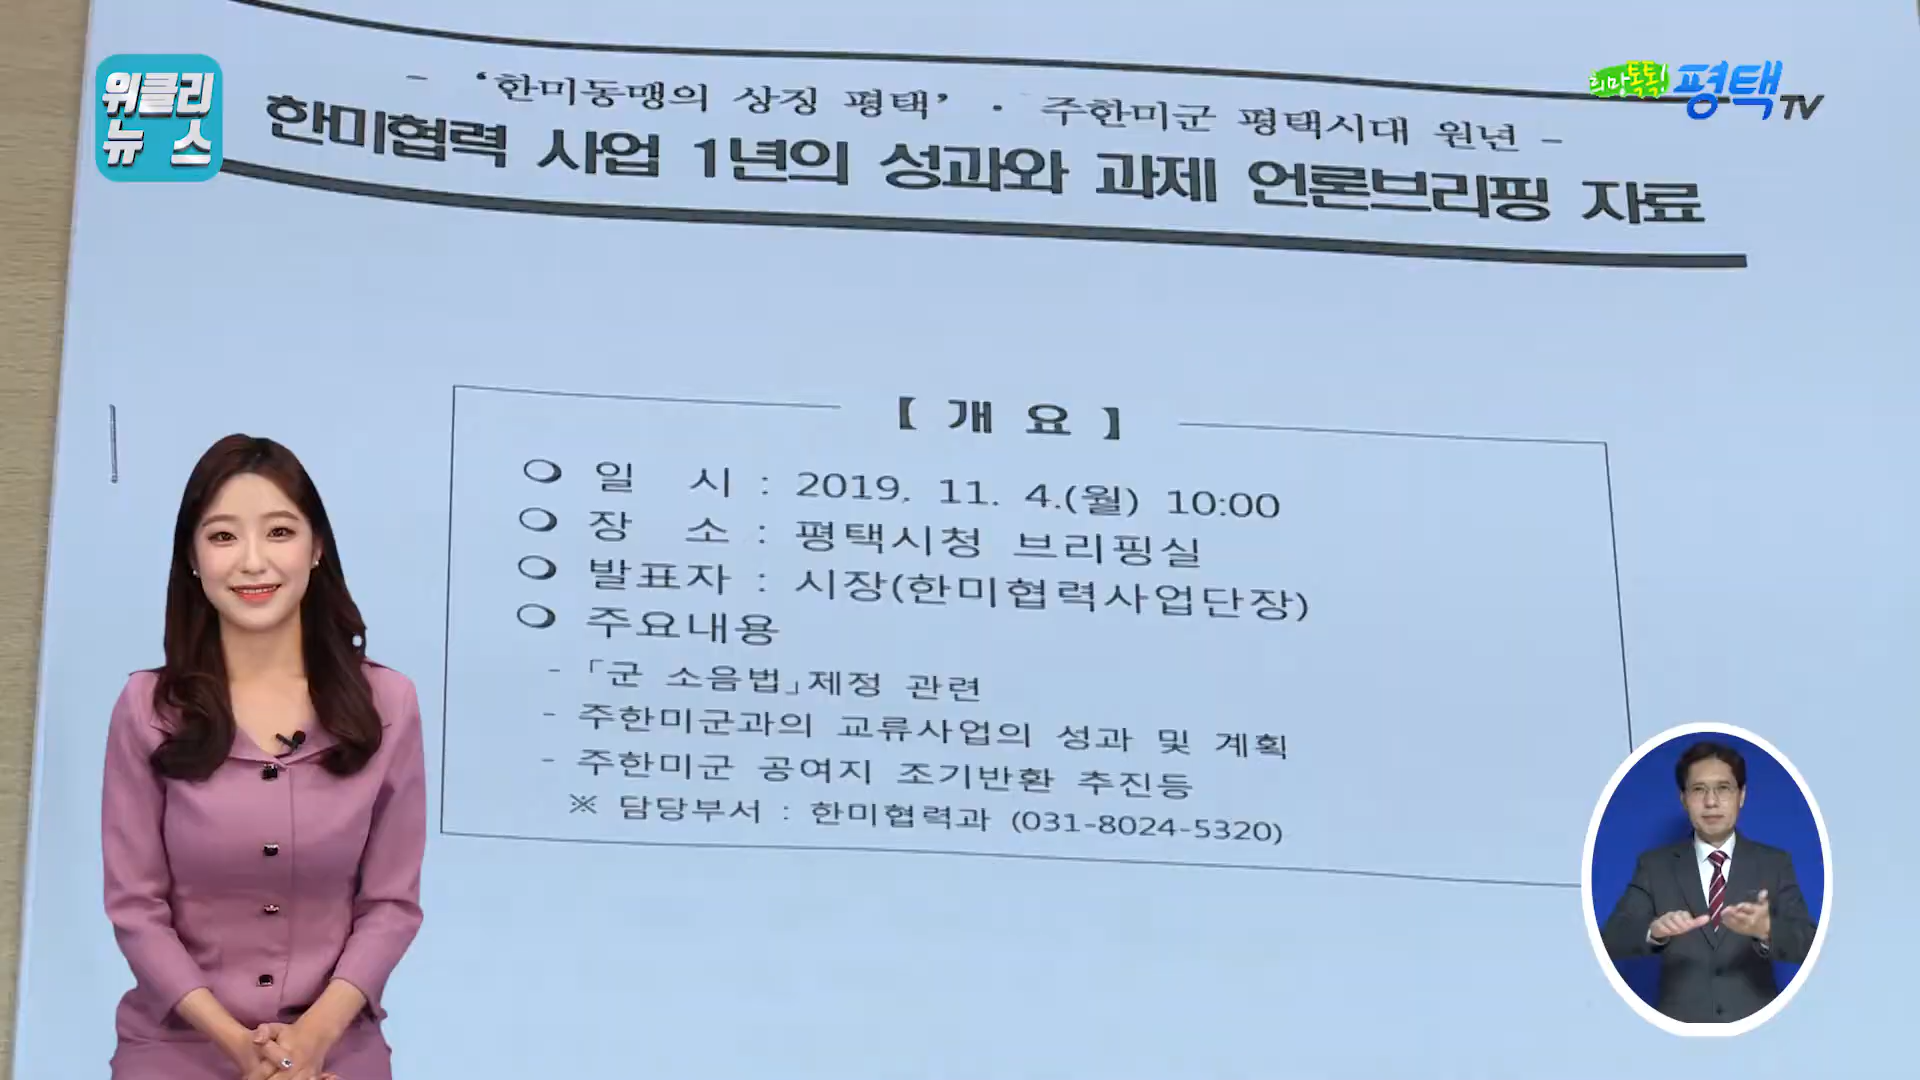 위클리
뉴스
희망톡톡! 평택TV
- '한미동맹의 상징 평택' · 주한미군 평택시대 원년 -
한미협력 사업 1년의 성과와 과제 언론브리핑 자료
【 개 요 】
❍ 일 시 : 2019. 11. 4.(월) 10:00
❍ 장 소 : 평택시청 브리핑실
❍ 발표자 : 시장(한미협력사업단장)
❍ 주요내용
- 「군 소음법」제정 관련
- 주한미군과의 교류사업의 성과 및 계획
- 주한미군 공여지 조기반환 추진등
※ 담당부서 : 한미협력과 (031-8024-5320)